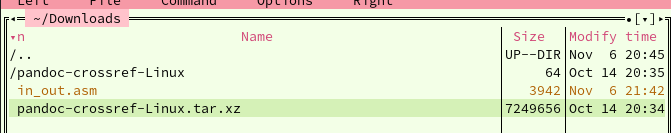 Left File Command Options Right
~/Downloads .[▾]
▾n Name Size Modify time
/.. UP--DIR Nov 6 20:45
/pandoc-crossref-Linux 64 Oct 14 20:35
in_out.asm 3942 Nov 6 21:42
pandoc-crossref-Linux.tar.xz 7249656 Oct 14 20:34